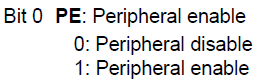 Bit 0 PE: Peripheral enable
0: Peripheral disable
1: Peripheral enable